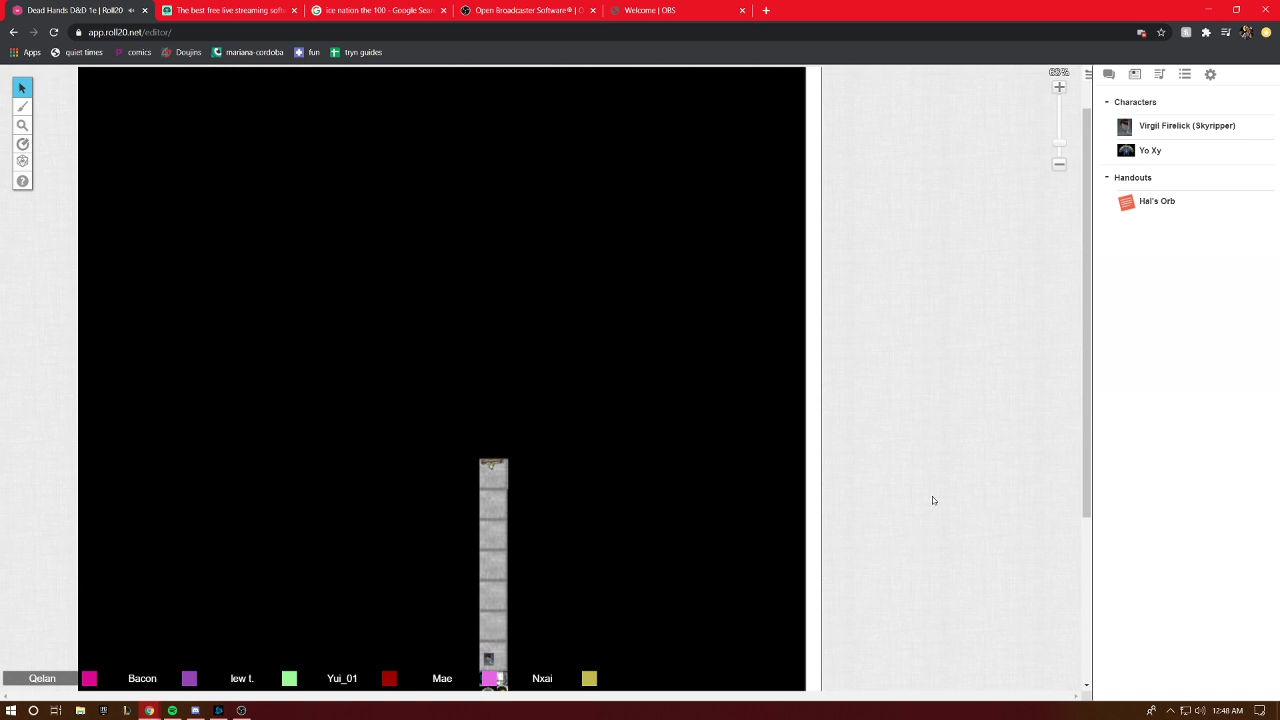 Dead Hands D&D 1e | Roll20
The best free live streaming softw
ice nation the 100 - Google Sear
Open Broadcaster Software® | O
Welcome | OBS
app.roll20.net/editor/
Apps
quiet times
comics
Doujins
mariana-cordoba
fun
tryn guides
Characters
Virgil Firelick (Skyripper)
Yo Xy
Handouts
Hal's Orb
Qelan
Bacon
lew t.
Yui_01
Mae
Nxai
12:48 AM